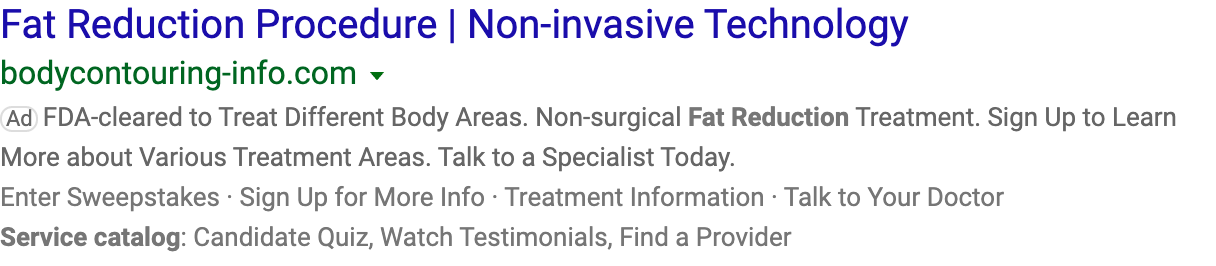 Fat Reduction Procedure | Non-invasive Technology
bodycontouring-info.com
Ad FDA-cleared to Treat Different Body Areas. Non-surgical Fat Reduction Treatment. Sign Up to Learn
More about Various Treatment Areas. Talk to a Specialist Today.
Enter Sweepstakes · Sign Up for More Info · Treatment Information · Talk to Your Doctor
Service catalog: Candidate Quiz, Watch Testimonials, Find a Provider